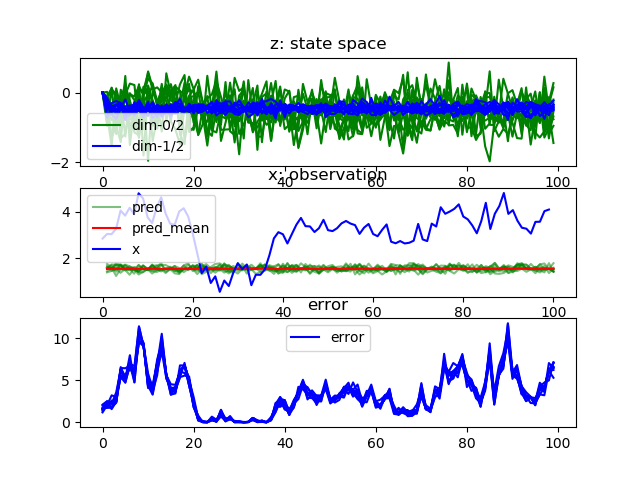 z: state space
0
−2
dim-0/2
dim-1/2
0 20 40 60 80 100
x: observation
4
2
pred
pred_mean
x
0 20 40 60 80 100
error
10
5
0
error
0 20 40 60 80 100